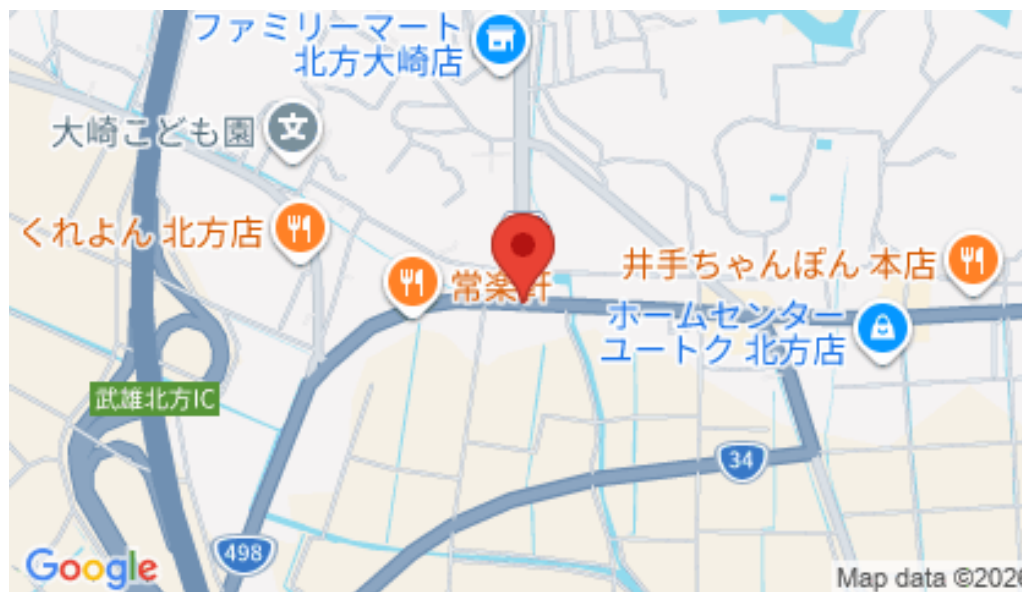 ファミリーマート
北方大崎店
大崎こども園
くれよん 北方店
常楽軒
井手ちゃんぽん 本店
ホームセンター
ユートク 北方店
武雄北方IC
34
498
Google
Map data ©2026